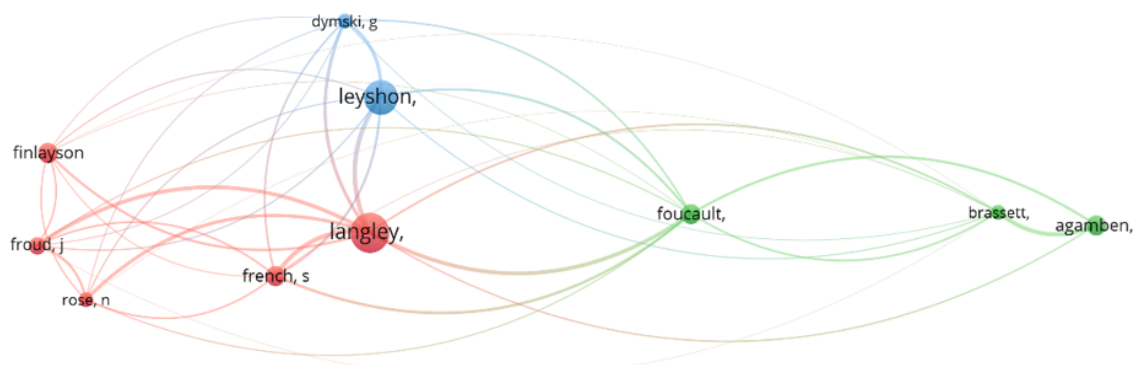 dymski, g
leyshon,
finlayson
langley,
foucault,
brassett,
agamben,
froud, j
french, s
rose, n